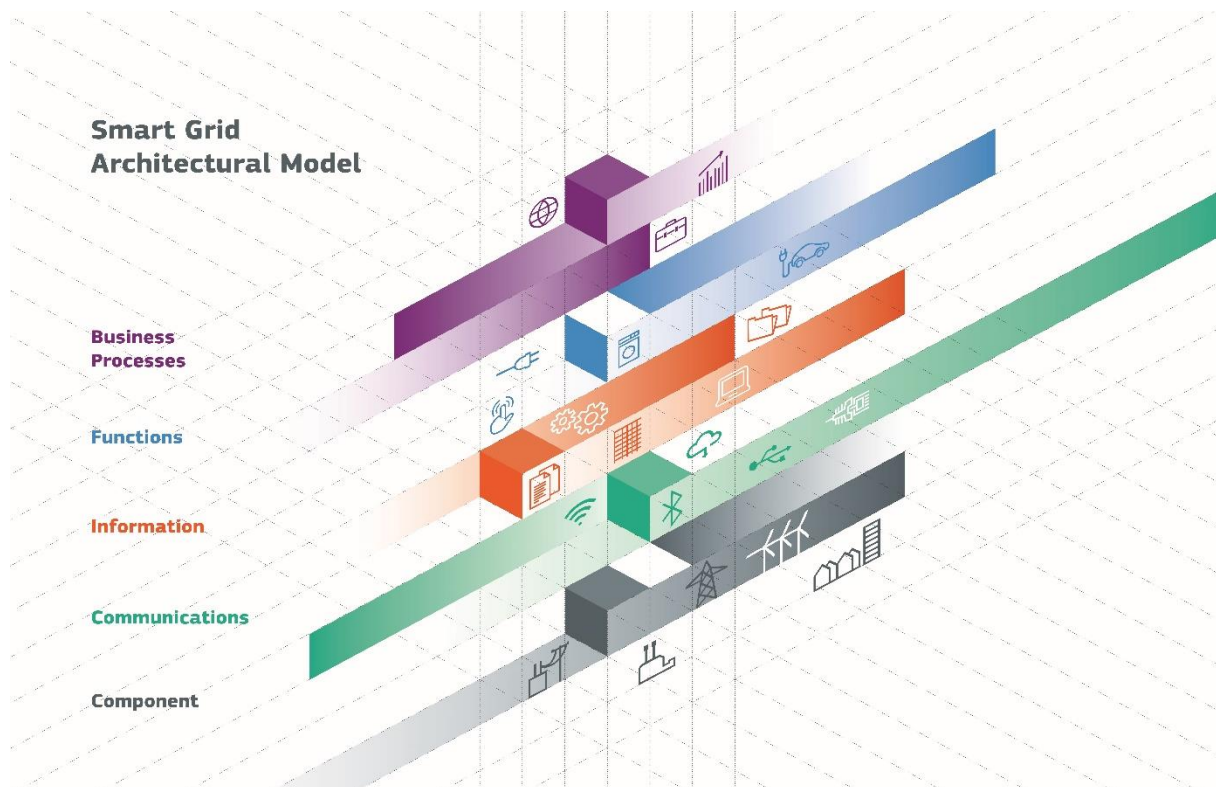 Smart Grid
Architectural Model
Business
Processes
Functions
Information
Communications
Component